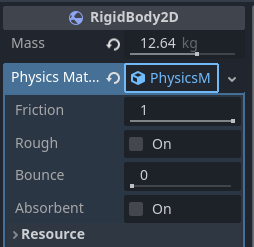 RigidBody2D
Mass 12.64 kg
Physics Mat... PhysicsM
Friction 1
Rough On
Bounce 0
Absorbent On
Resource